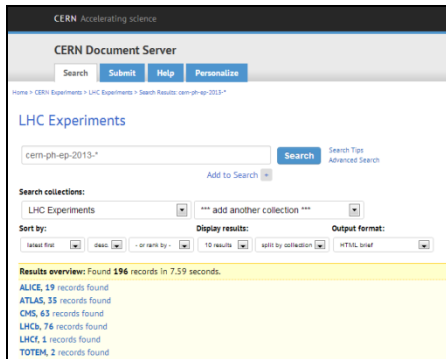 CERN Accelerating science
CERN Document Server
Search Submit Help Personalize
Home > CERN Experiments > LHC Experiments > Search Results: cern-ph-ep-2013-*
LHC Experiments
cern-ph-ep-2013-* Search Search Tips
Advanced Search
Add to Search
Search collections:
LHC Experiments *** add another collection ***
Sort by: Display results: Output format:
latest first desc. - or rank by - 10 results split by collection HTML brief
Results overview: Found 196 records in 7.59 seconds.
ALICE, 19 records found
ATLAS, 35 records found
CMS, 63 records found
LHCb, 76 records found
LHCf, 1 records found
TOTEM, 2 records found